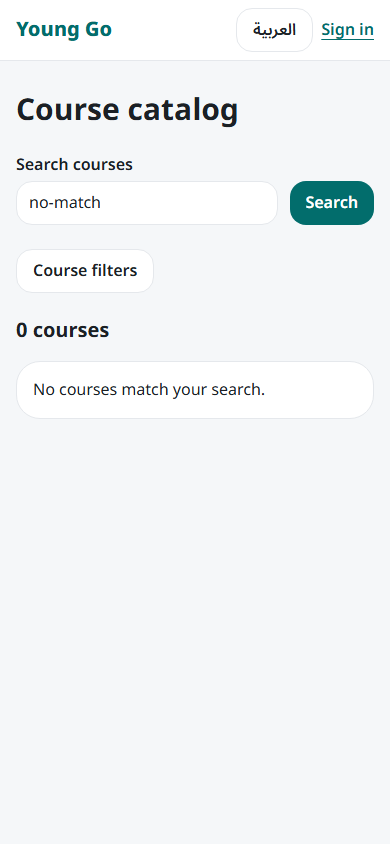 Young Go
العربية
Sign in
Course catalog
Search courses
no-match
Search
Course filters
0 courses
No courses match your search.